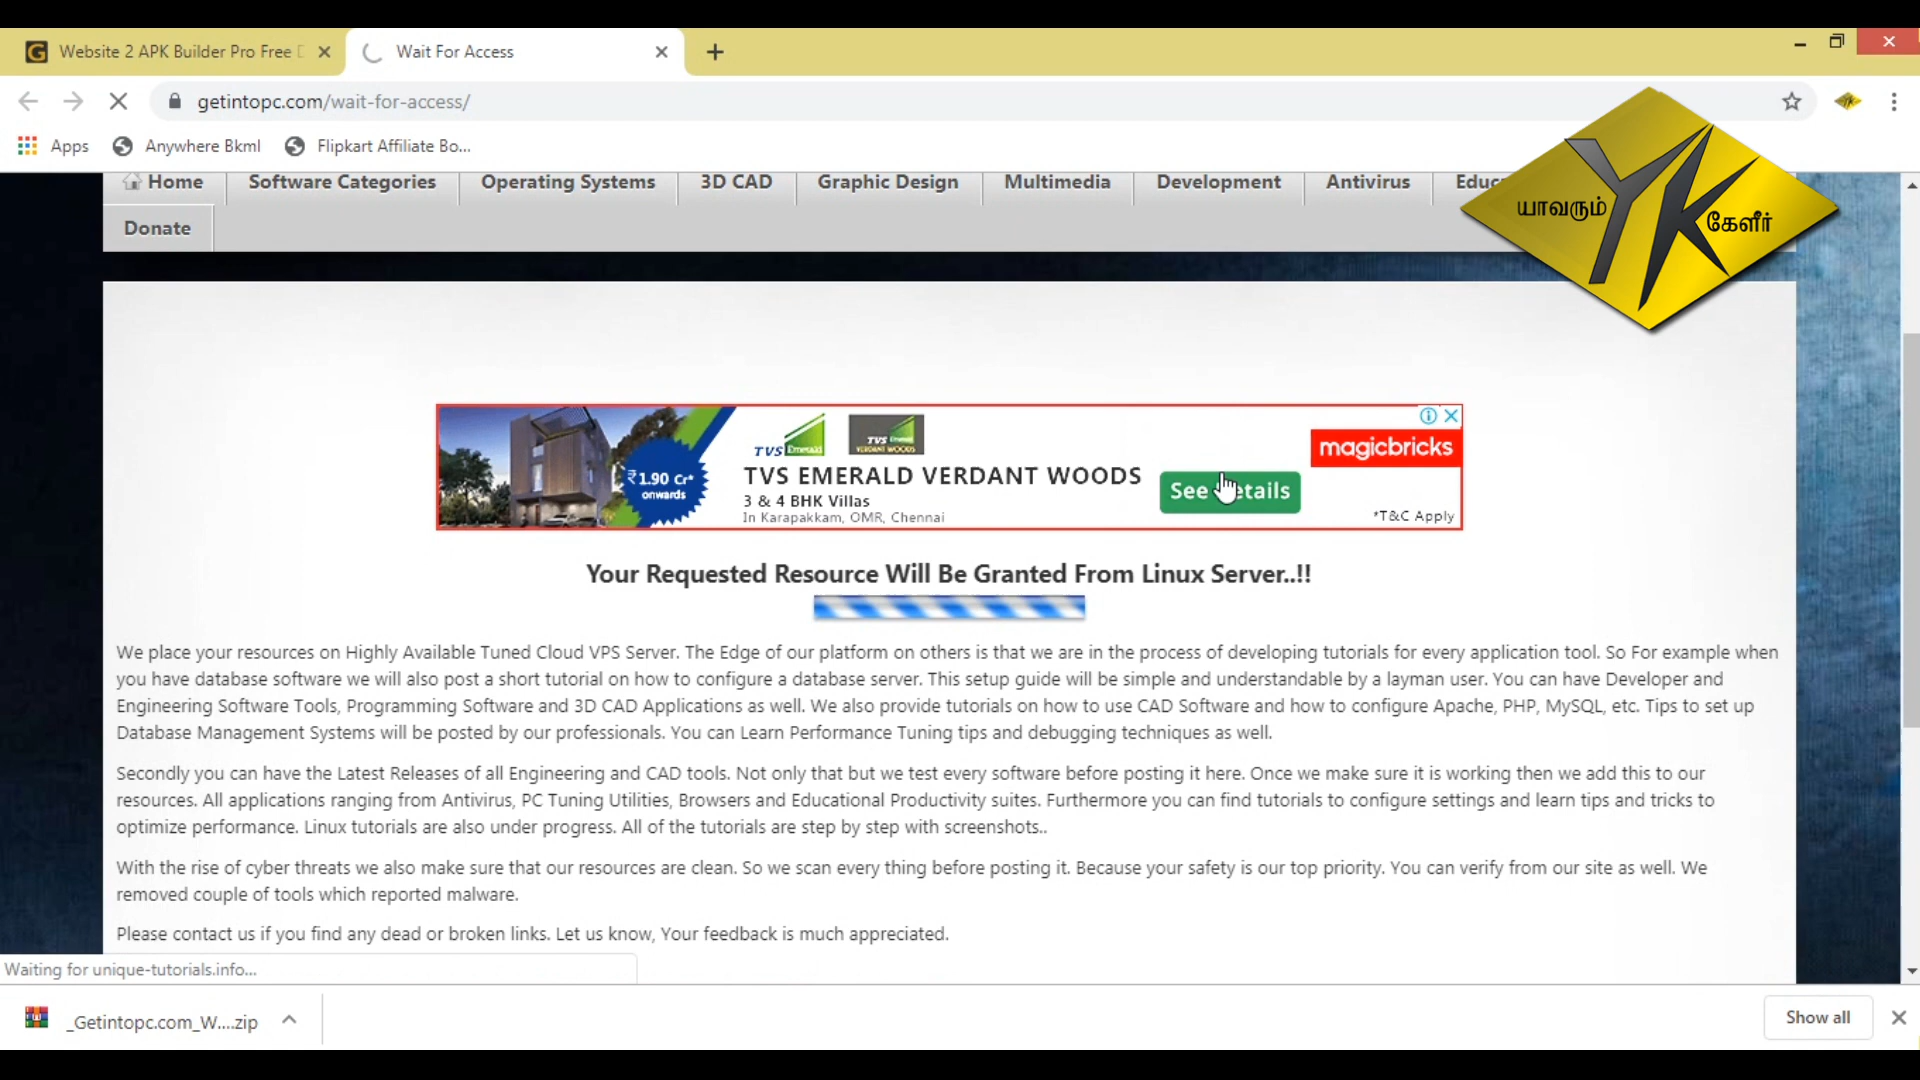 Website 2 APK Builder Pro Free
Wait For Access
getintopc.com/wait-for-access/
Apps
Anywhere Bkml
Flipkart Affiliate Bo...
Home
Software Categories
Operating Systems
3D CAD
Graphic Design
Multimedia
Development
Antivirus
Donate
யாவரும்
YK
கேளீர்
₹1.90 Cr*
onwards
TVS Emerald
TVS
VERDANT WOODS
TVS EMERALD VERDANT WOODS
3 & 4 BHK Villas
In Karapakkam, OMR, Chennai
See
magicbricks
*T&C Apply
Your Requested Resource Will Be Granted From Linux Server..!!
We place your resources on Highly Available Tuned Cloud VPS Server. The Edge of our platform on others is that we are in the process of developing tutorials for every application tool. So For example when
you have database software we will also post a short tutorial on how to configure a database server. This setup guide will be simple and understandable by a layman user. You can have Developer and
Engineering Software Tools, Programming Software and 3D CAD Applications as well. We also provide tutorials on how to use CAD Software and how to configure Apache, PHP, MySQL, etc. Tips to set up
Database Management Systems will be posted by our professionals. You can Learn Performance Tuning tips and debugging techniques as well.
Secondly you can have the Latest Releases of all Engineering and CAD tools. Not only that but we test every software before posting it here. Once we make sure it is working then we add this to our
resources. All applications ranging from Antivirus, PC Tuning Utilities, Browsers and Educational Productivity suites. Furthermore you can find tutorials to configure settings and learn tips and tricks to
optimize performance. Linux tutorials are also under progress. All of the tutorials are step by step with screenshots..
With the rise of cyber threats we also make sure that our resources are clean. So we scan every thing before posting it. Because your safety is our top priority. You can verify from our site as well. We
removed couple of tools which reported malware.
Please contact us if you find any dead or broken links. Let us know, Your feedback is much appreciated.
Waiting for unique-tutorials.info...
_Getintopc.com_W....zip
Show all